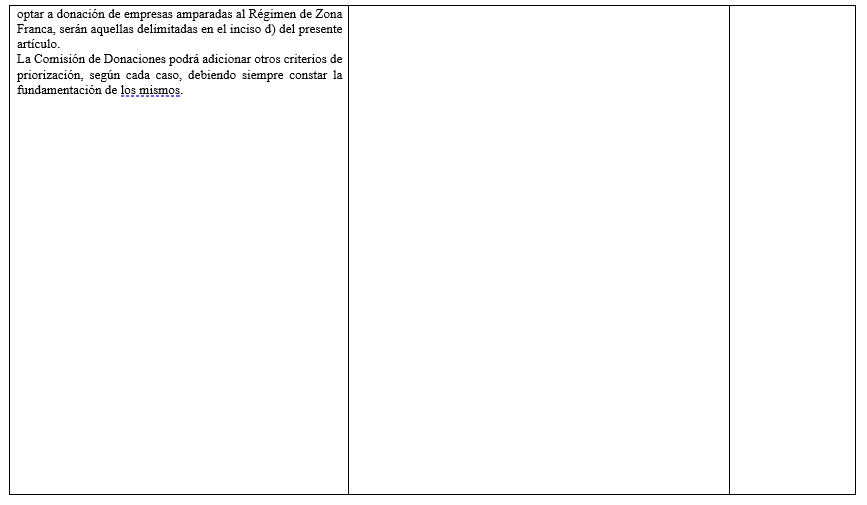 optar a donación de empresas amparadas al Régimen de Zona
Franca, serán aquellas delimitadas en el inciso d) del presente
artículo.
La Comisión de Donaciones podrá adicionar otros criterios de
priorización, según cada caso, debiendo siempre constar la
fundamentación de los mismos.